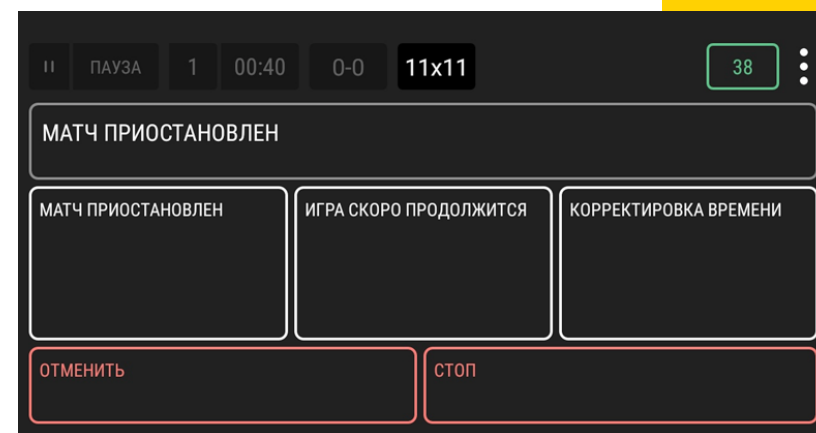 ПАУЗА 1 00:40 0-0 11x11 38
МАТЧ ПРИОСТАНОВЛЕН
МАТЧ ПРИОСТАНОВЛЕН ИГРА СКОРО ПРОДОЛЖИТСЯ КОРРЕКТИРОВКА ВРЕМЕНИ
ОТМЕНИТЬ СТОП